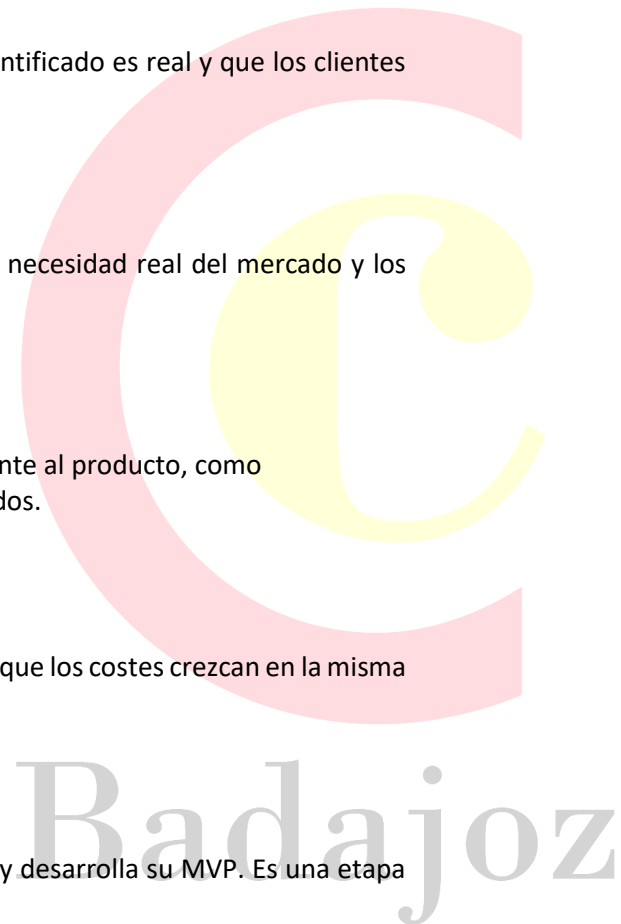 ntificado es real y que los clientes
necesidad real del mercado y los
nte al producto, como
dos.
que los costes crezcan en la misma
Badajoz
y desarrolla su MVP. Es una etapa